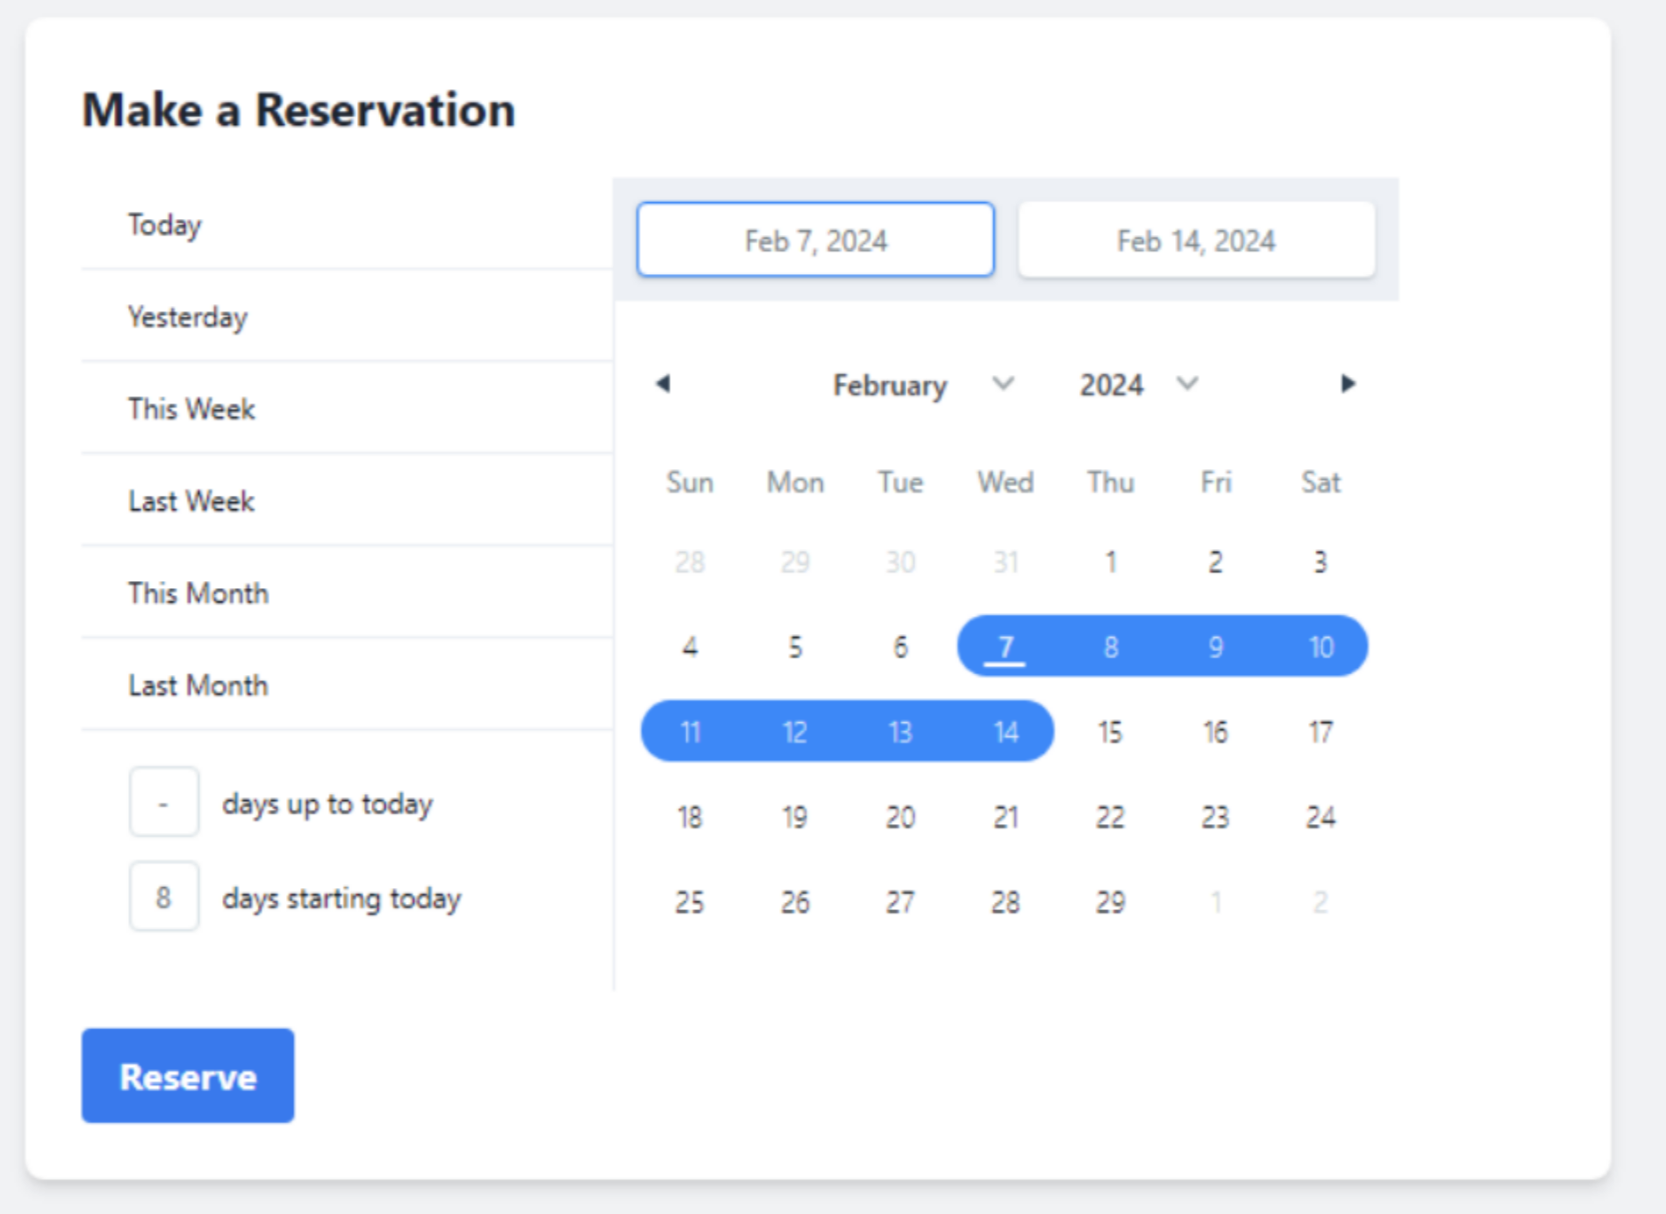 Make a Reservation
Today
Yesterday
This Week
Last Week
This Month
Last Month
- days up to today
8 days starting today
Feb 7, 2024 Feb 14, 2024
February 2024
Sun Mon Tue Wed Thu Fri Sat
28 29 30 31 1 2 3
4 5 6 7 8 9 10
11 12 13 14 15 16 17
18 19 20 21 22 23 24
25 26 27 28 29 1 2
Reserve